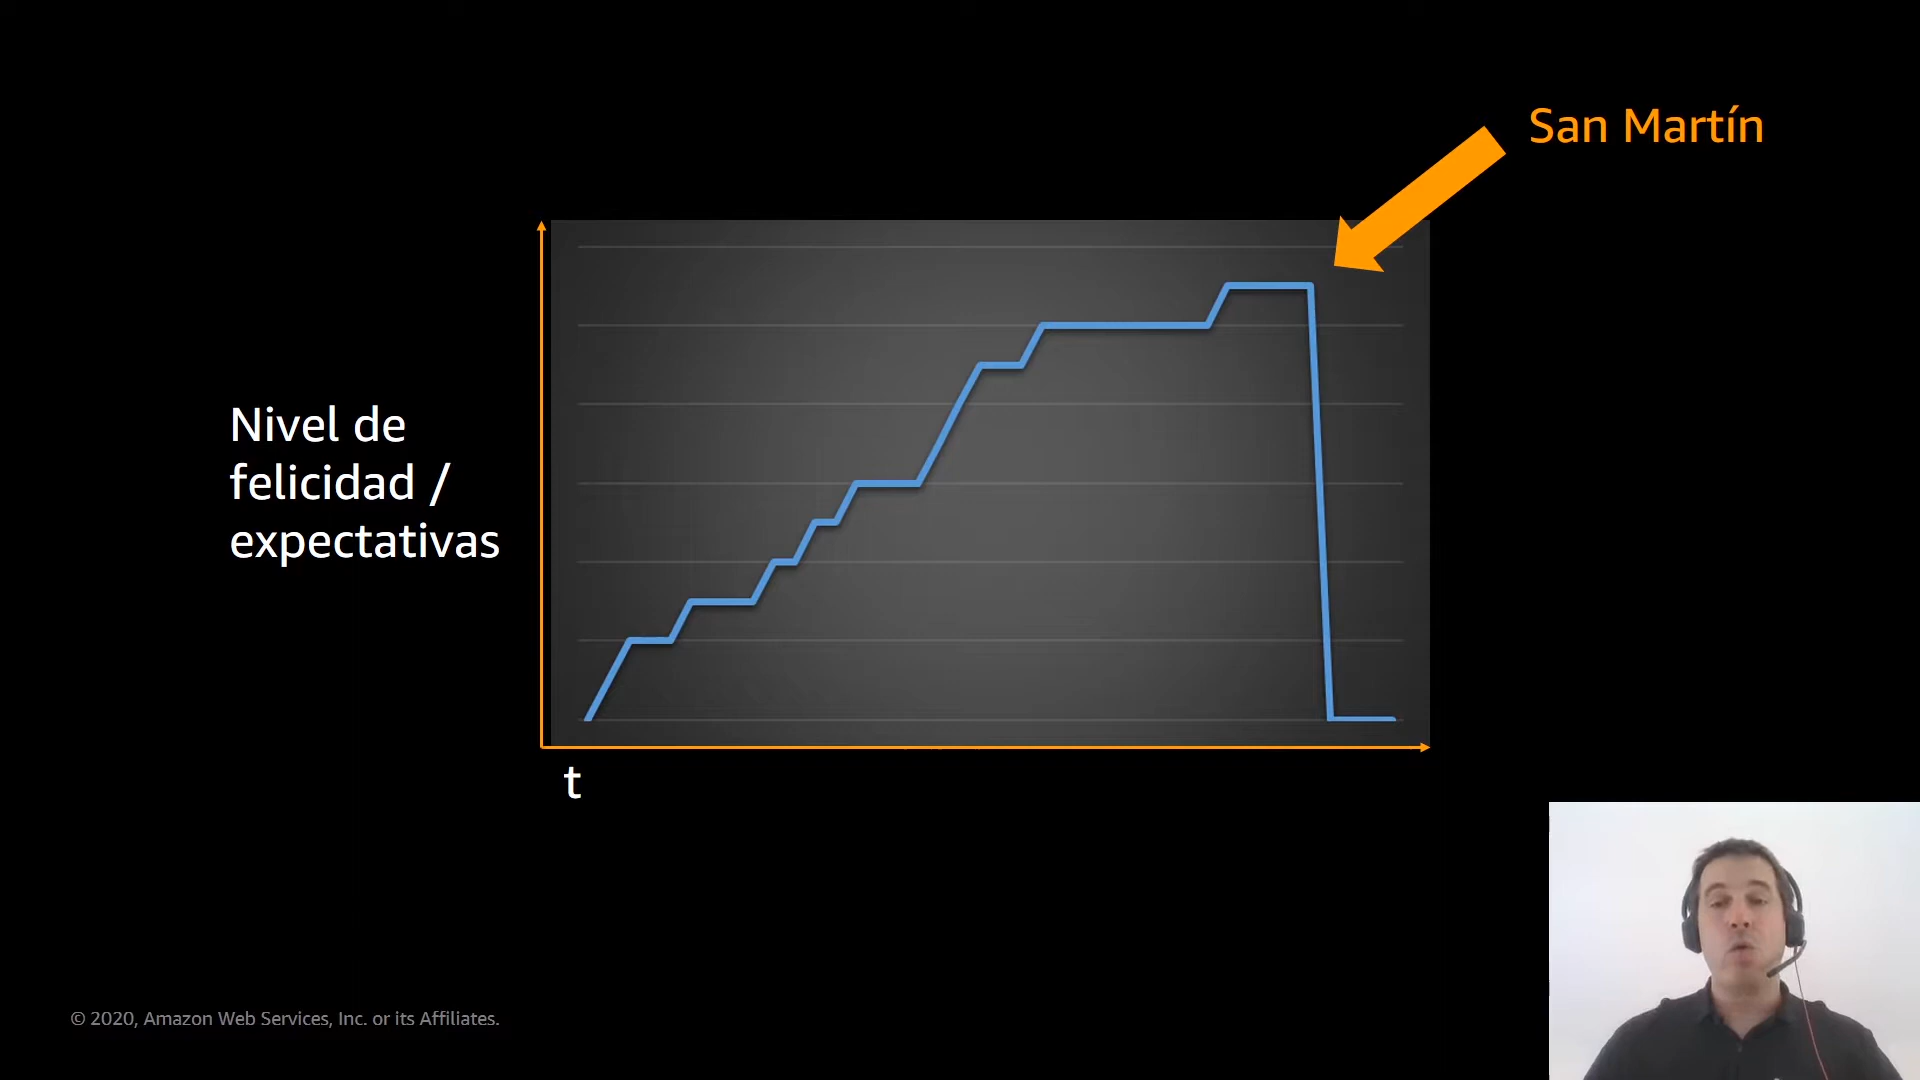 San Martín
Nivel de
felicidad /
expectativas
t
© 2020, Amazon Web Services, Inc. or its Affiliates.